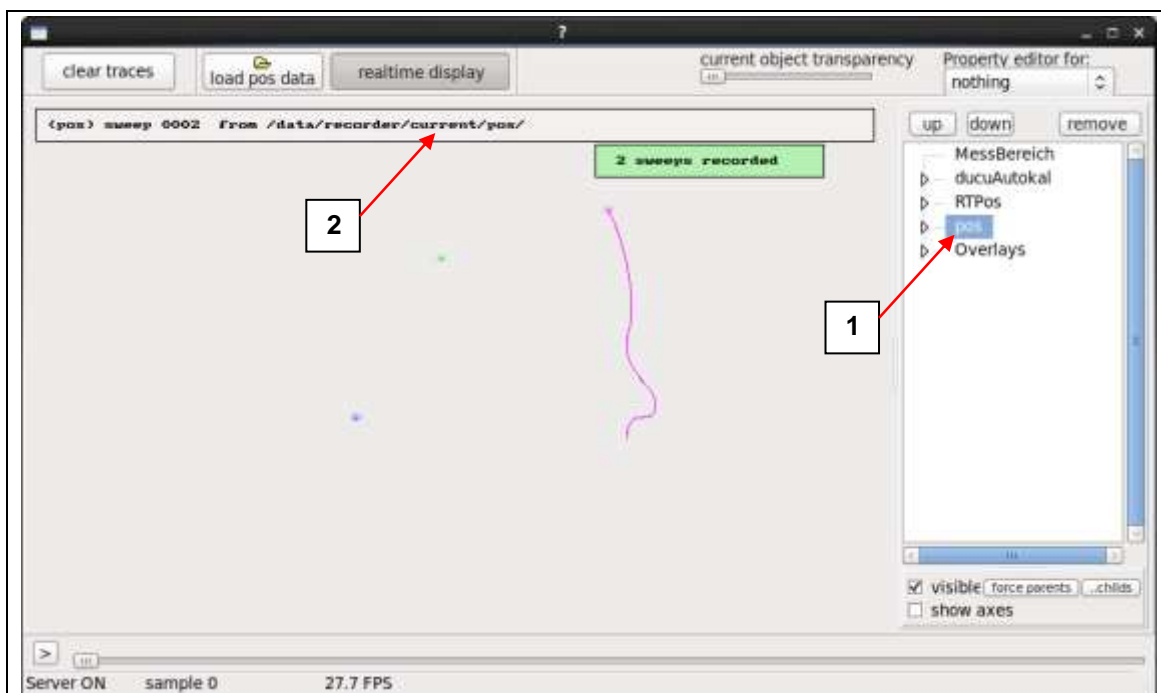 ?
clear traces
load pos data
realtime display
current object transparency
Property editor for:
nothing
(pos) sweep 0002 from /data/recorder/current/pos/
2 sweeps recorded
up
down
remove
MessBereich
ducuAutokal
RTPos
pos
Overlays
2
1
visible
force parents
..childs
show axes
>
Server ON
sample 0
27.7 FPS